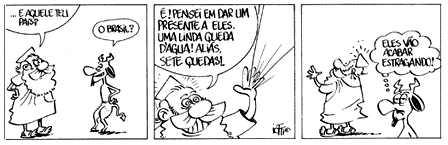 ... E AQUELE TEU
PAÍS?
O BRASIL?
É! PENSEI EM DAR UM
PRESENTE A ELES.
UMA LINDA QUEDA
D'ÁGUA! ALIÁS,
SETE QUEDAS!
iotti
ELES VÃO
ACABAR
ESTRAGANDO!